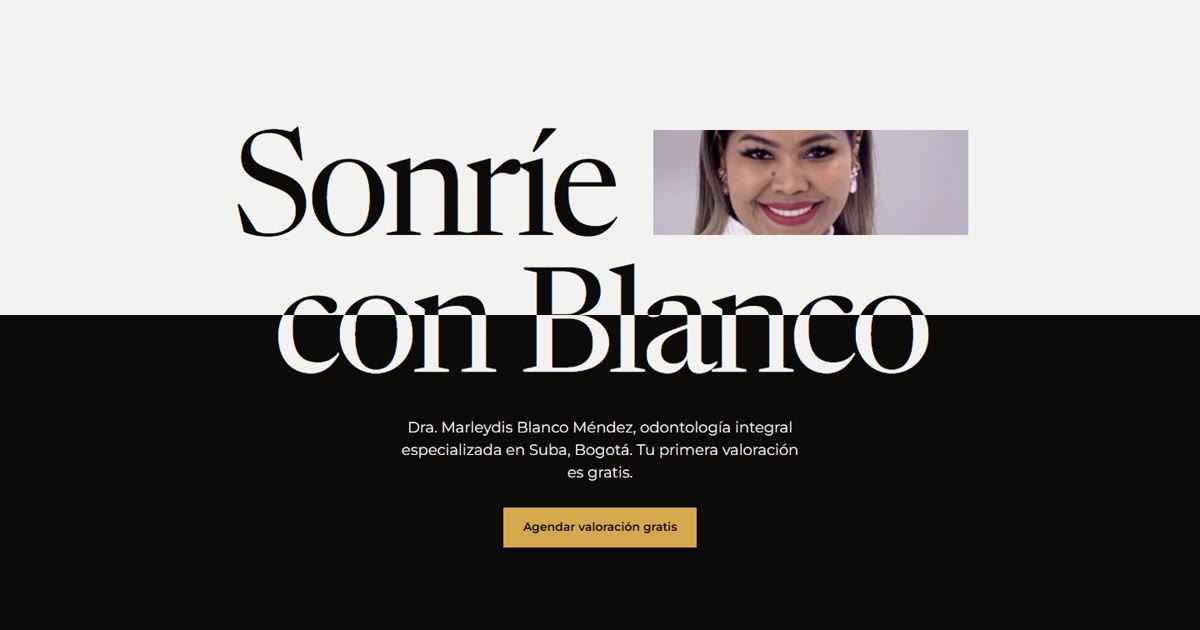 Sonríe
con Blanco
Dra. Marleydis Blanco Méndez, odontología integral
especializada en Suba, Bogotá. Tu primera valoración
es gratis.
Agendar valoración gratis